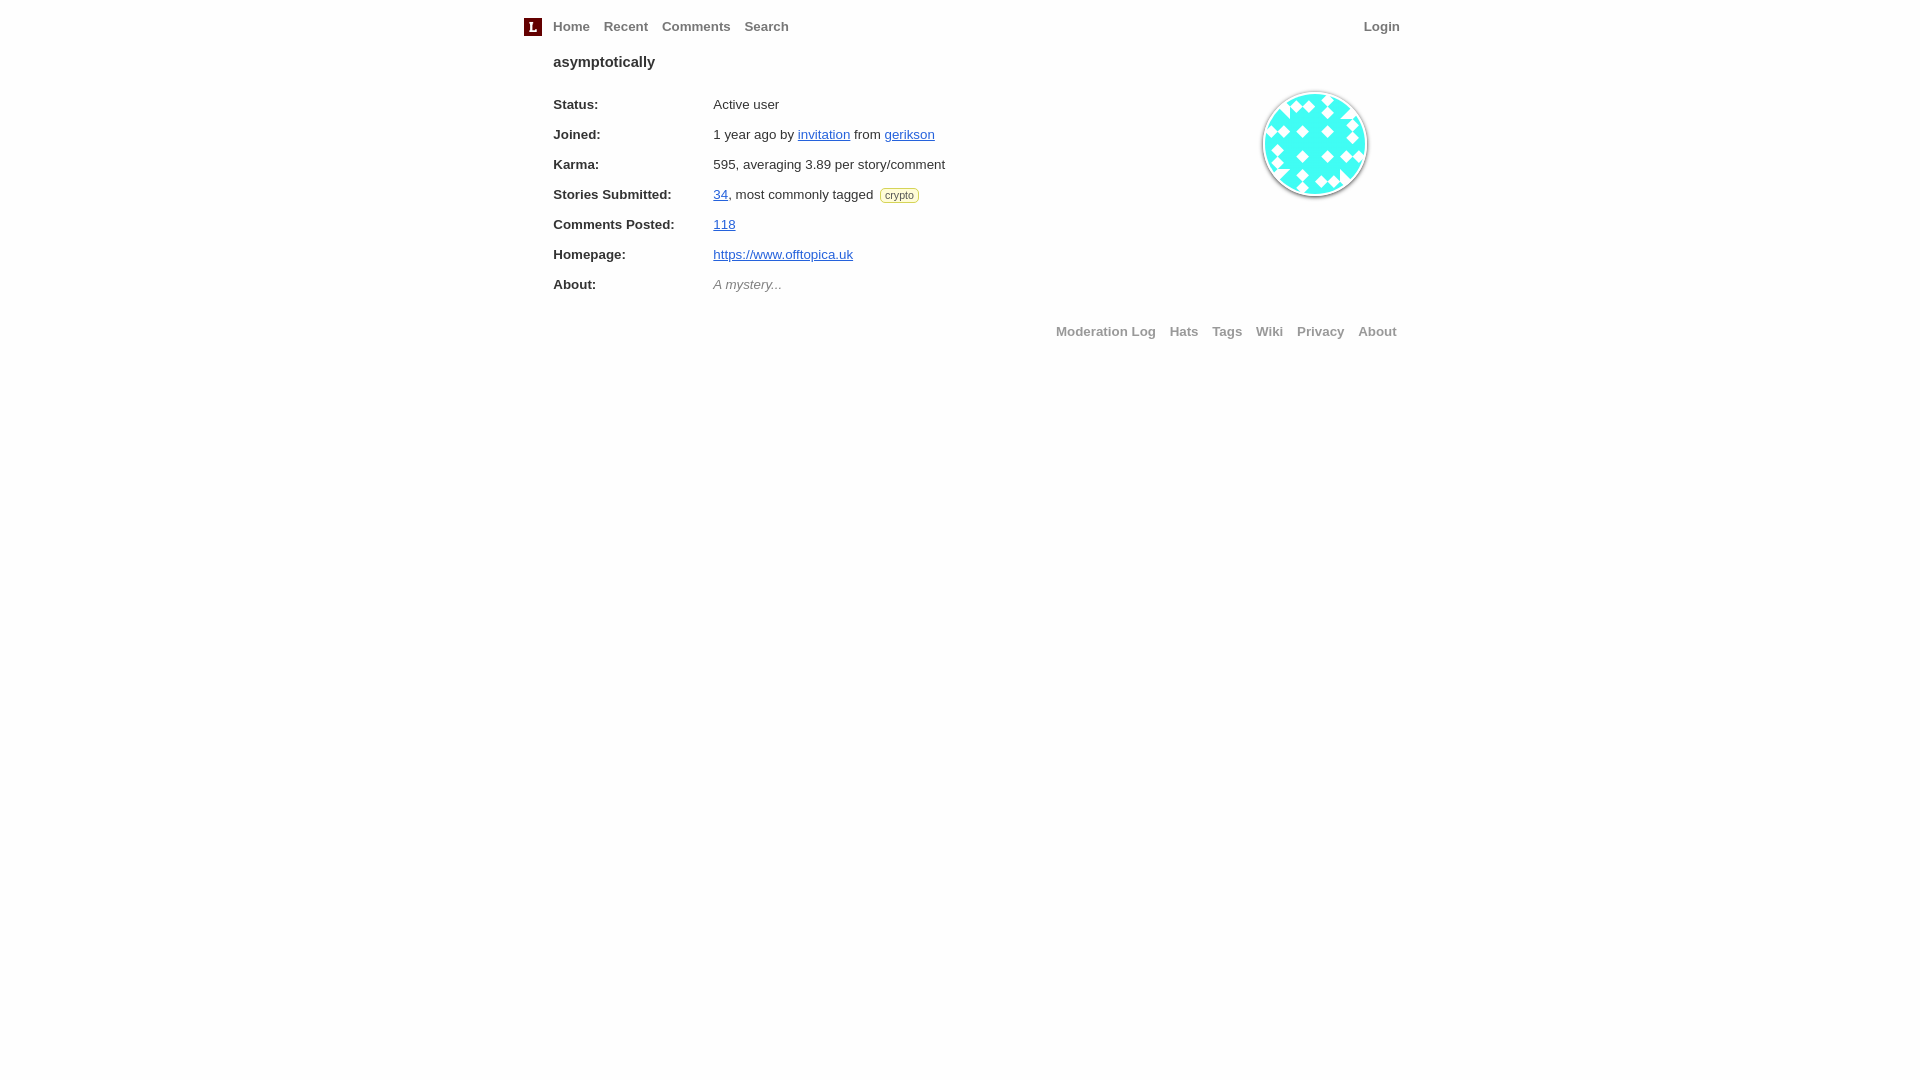 L Home Recent Comments Search Login
asymptotically
Status: Active user
Joined: 1 year ago by invitation from gerikson
Karma: 595, averaging 3.89 per story/comment
Stories Submitted: 34, most commonly tagged crypto
Comments Posted: 118
Homepage: https://www.offtopica.uk
About: A mystery...
Moderation Log Hats Tags Wiki Privacy About